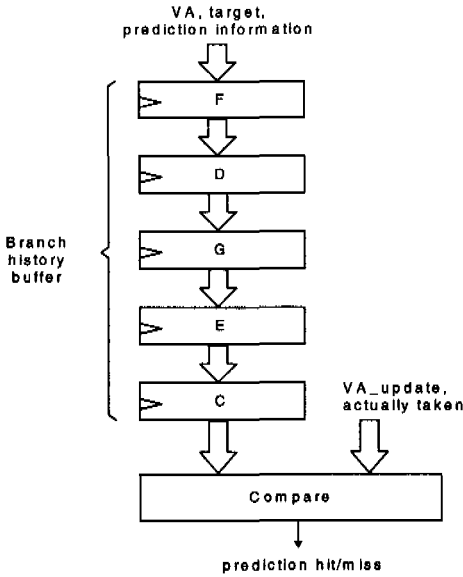 VA, target,
prediction information
F
D
G
E
C
Branch
history
buffer
VA_update,
actually taken
Compare
prediction hit/miss